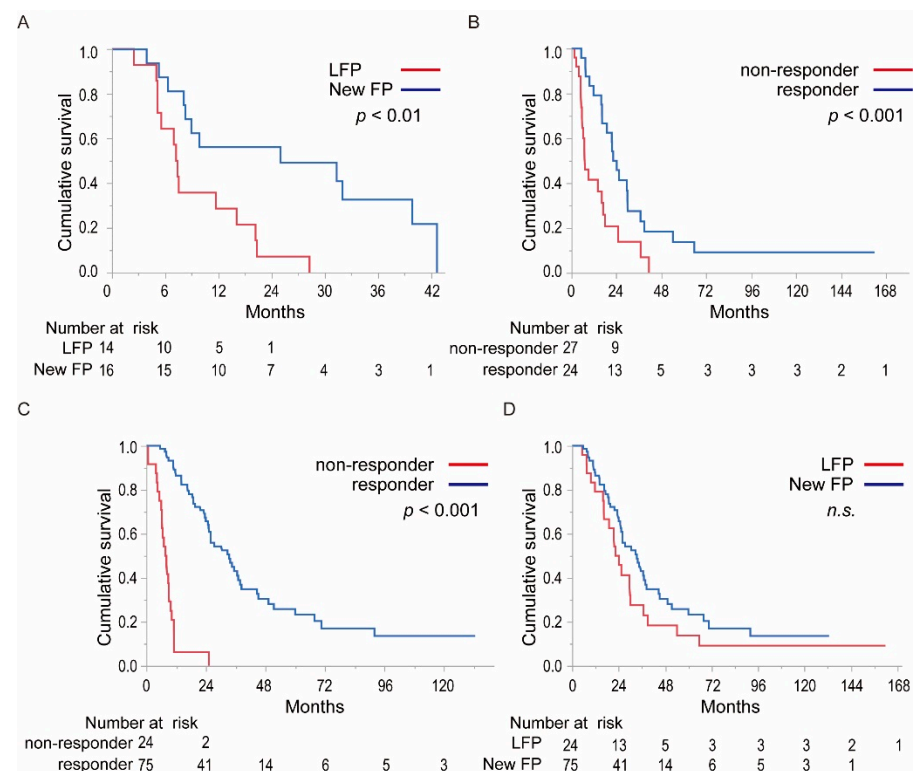 A
1.0
0.8
0.6
0.4
0.2
0.0
Cumulative survival
LFP
New FP
p < 0.01
0 6 12 24 30 36 42
Months
Number at risk
LFP 14 10 5 1
New FP 16 15 10 7 4 3 1
B
1.0
0.8
0.6
0.4
0.2
0.0
Cumulative survival
non-responder
responder
p < 0.001
0 24 48 72 96 120 144 168
Months
Number at risk
non-responder 27 9
responder 24 13 5 3 3 3 2 1
C
1.0
0.8
0.6
0.4
0.2
0.0
Cumulative survival
non-responder
responder
p < 0.001
0 24 48 72 96 120
Months
Number at risk
non-responder 24 2
responder 75 41 14 6 5 3
D
1.0
0.8
0.6
0.4
0.2
0.0
Cumulative survival
LFP
New FP
n.s.
0 24 48 72 96 120 144 168
Months
Number at risk
LFP 24 13 5 3 3 3 2 1
New FP 75 41 14 6 5 3 1